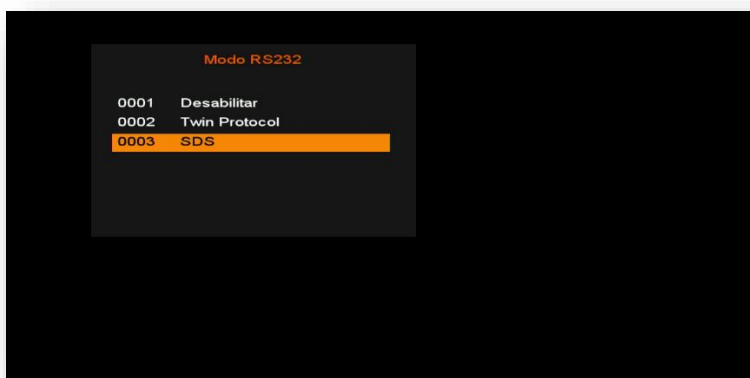 Modo RS232
0001 Desabilitar
0002 Twin Protocol
0003 SDS